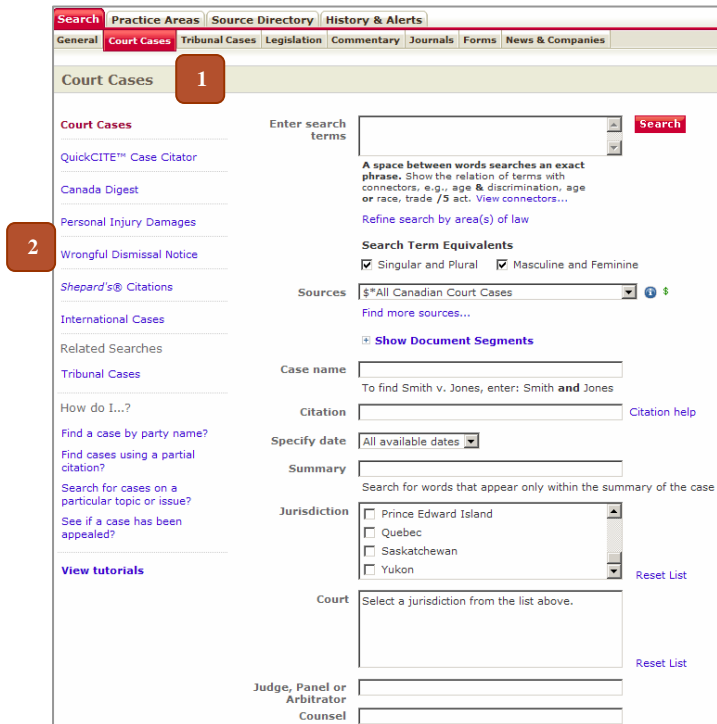 Search Practice Areas Source Directory History & Alerts
General Court Cases Tribunal Cases Legislation Commentary Journals Forms News & Companies
Court Cases
1
Court Cases
QuickCITE™ Case Citator
Canada Digest
Personal Injury Damages
2
Wrongful Dismissal Notice
Shepard's® Citations
International Cases
Related Searches
Tribunal Cases
How do I...?
Find a case by party name?
Find cases using a partial
citation?
Search for cases on a
particular topic or issue?
See if a case has been
appealed?
View tutorials
Enter search
terms
Search
A space between words searches an exact
phrase. Show the relation of terms with
connectors, e.g., age & discrimination, age
or race, trade /5 act. View connectors...
Refine search by area(s) of law
Search Term Equivalents
Singular and Plural Masculine and Feminine
Sources $*All Canadian Court Cases $
Find more sources...
Show Document Segments
Case name
To find Smith v. Jones, enter: Smith and Jones
Citation Citation help
Specify date All available dates
Summary
Search for words that appear only within the summary of the case
Jurisdiction Prince Edward Island
Quebec
Saskatchewan
Yukon
Reset List
Court Select a jurisdiction from the list above.
Reset List
Judge, Panel or
Arbitrator
Counsel